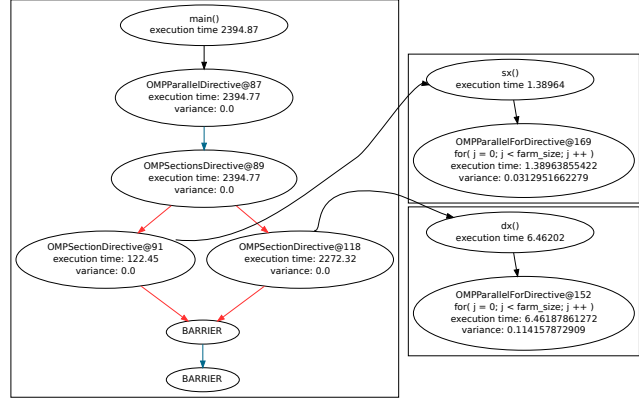 main()
execution time 2394.87
OMPParallelDirective@87
execution time: 2394.77
variance: 0.0
OMPSectionsDirective@89
execution time: 2394.77
variance: 0.0
OMPSectionDirective@91
execution time: 122.45
variance: 0.0
OMPSectionDirective@118
execution time: 2272.32
variance: 0.0
BARRIER
BARRIER
sx()
execution time 1.38964
OMPParallelForDirective@169
for( j = 0; j < farm_size; j ++ )
execution time: 1.38963855422
variance: 0.0312951662279
dx()
execution time 6.46202
OMPParallelForDirective@152
for( j = 0; j < farm_size; j ++ )
execution time: 6.46187861272
variance: 0.114157872909